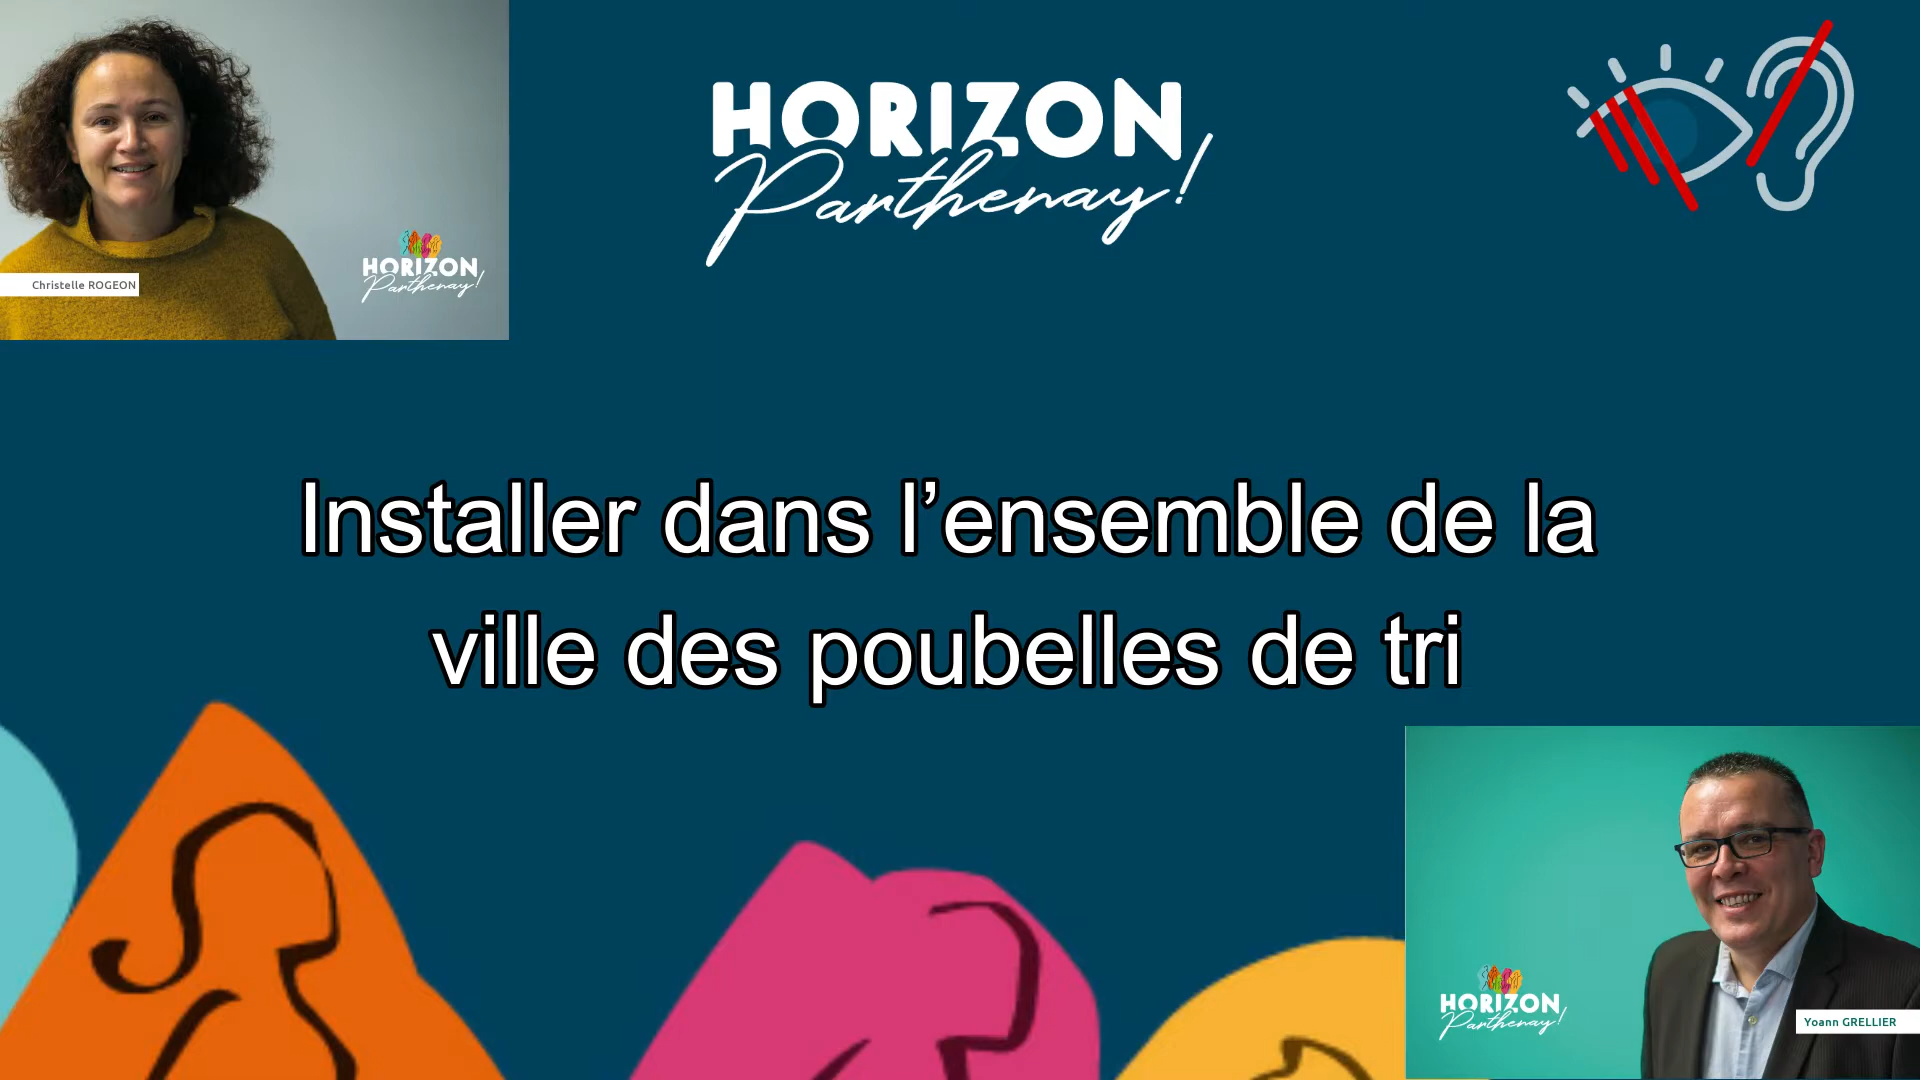 HORIZON
Parthenay!
HORIZON
Parthenay!
Christelle ROGEON
Installer dans l’ensemble de la
ville des poubelles de tri
HORIZON
Parthenay!
Yoann GRELLIER